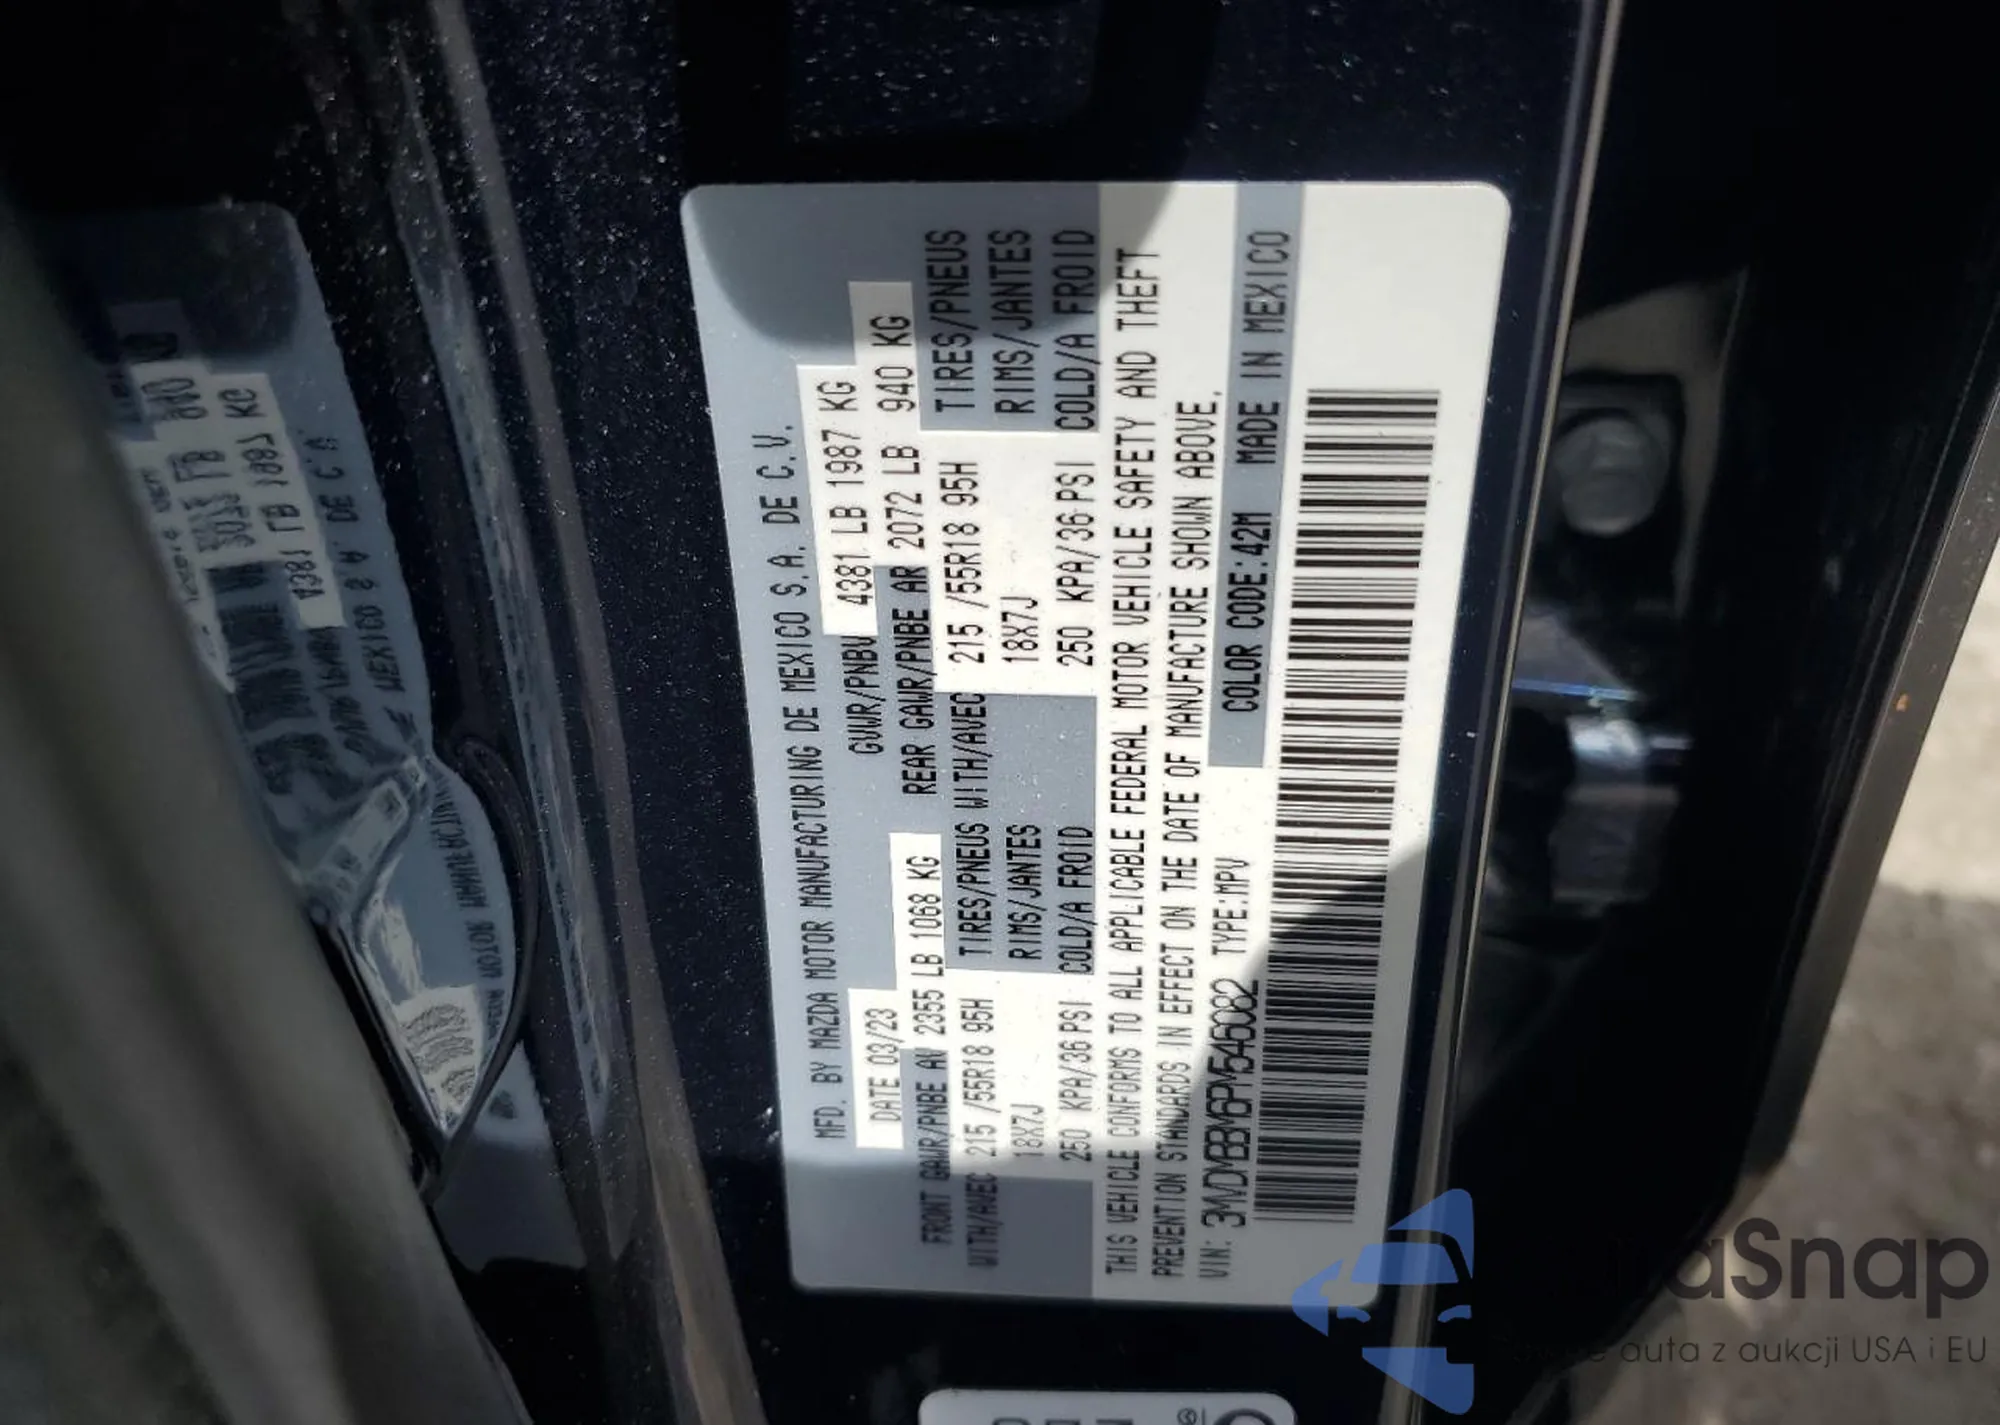 MFD. BY MAZDA MOTOR MANUFACTURING DE MEXICO S.A. DE C.V.
DATE 03/23 GVWR/PNBV 4381 LB 1987 KG
FRONT GAWR/PNBE AV 2355 LB 1068 KG REAR GAWR/PNBE AR 2072 LB 940 KG
WITH/AVEC 215 /55R18 95H TIRES/PNEUS WITH/AVEC 215 /55R18 95H TIRES/PNEUS
18X7J RIMS/JANTES 18X7J RIMS/JANTES
250 KPA/36 PSI COLD/A FROID 250 KPA/36 PSI COLD/A FROID
THIS VEHICLE CONFORMS TO ALL APPLICABLE FEDERAL MOTOR VEHICLE SAFETY AND THEFT
PREVENTION STANDARDS IN EFFECT ON THE DATE OF MANUFACTURE SHOWN ABOVE.
VIN: 3MVDMBBM6PM546082 TYPE:MPV COLOR CODE:42M MADE IN MEXICO
aSnap
auta z aukcji USA i EU